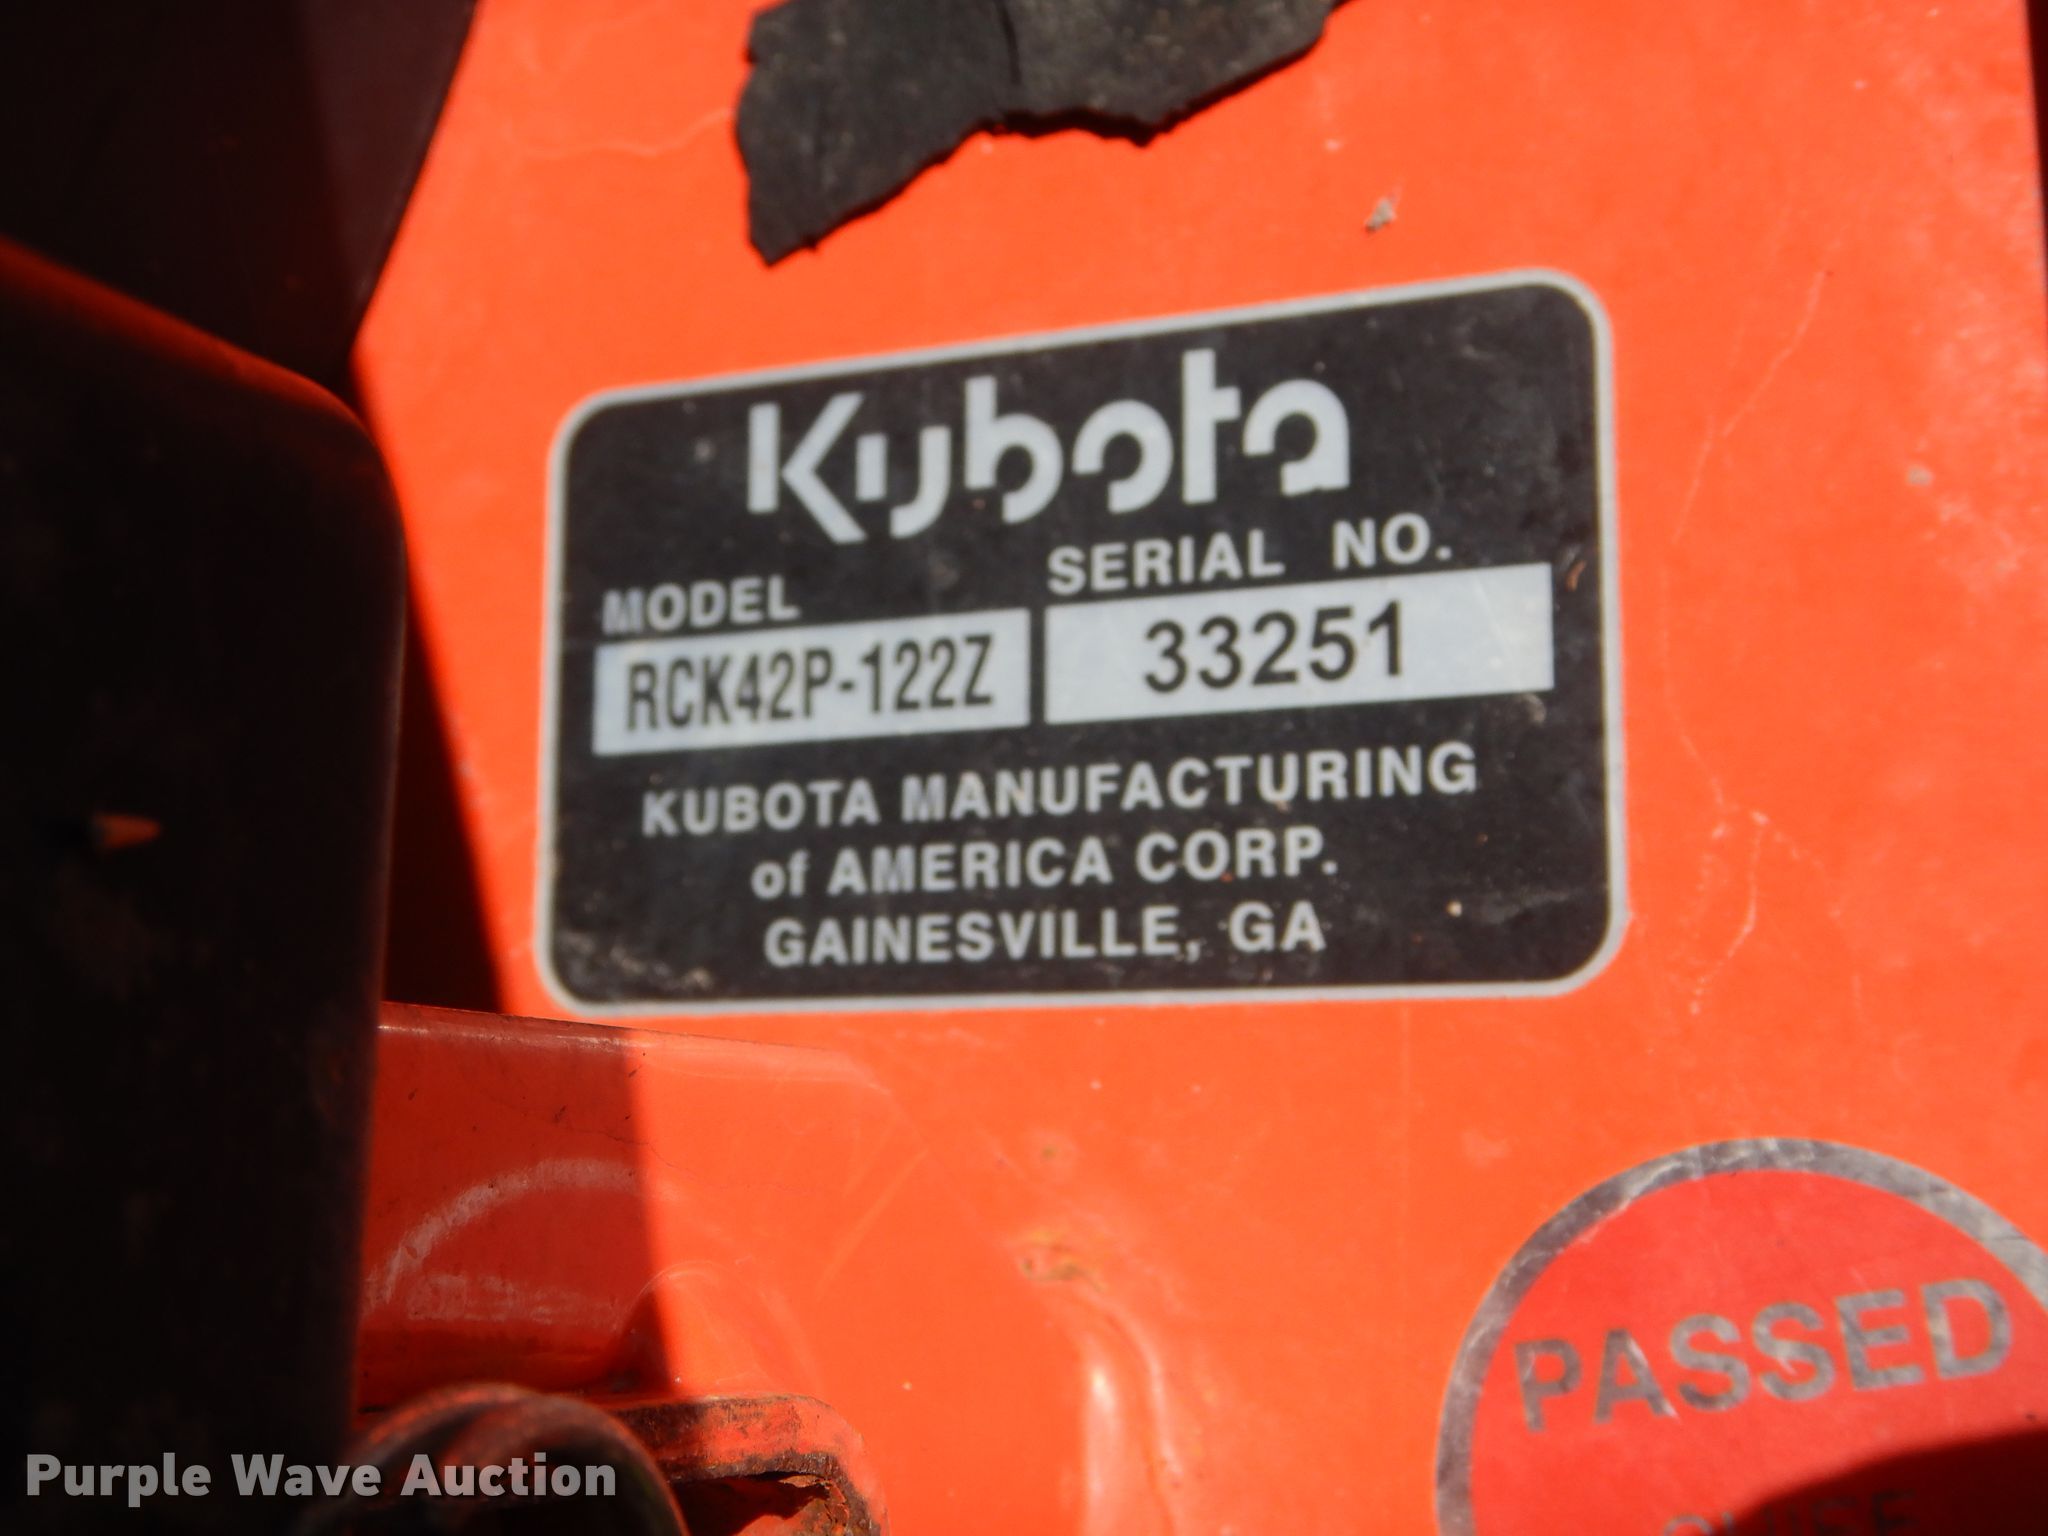 Kubota
MODEL SERIAL NO.
RCK42P-122Z 33251
KUBOTA MANUFACTURING
of AMERICA CORP.
GAINESVILLE, GA
PASSED
Purple Wave Auction